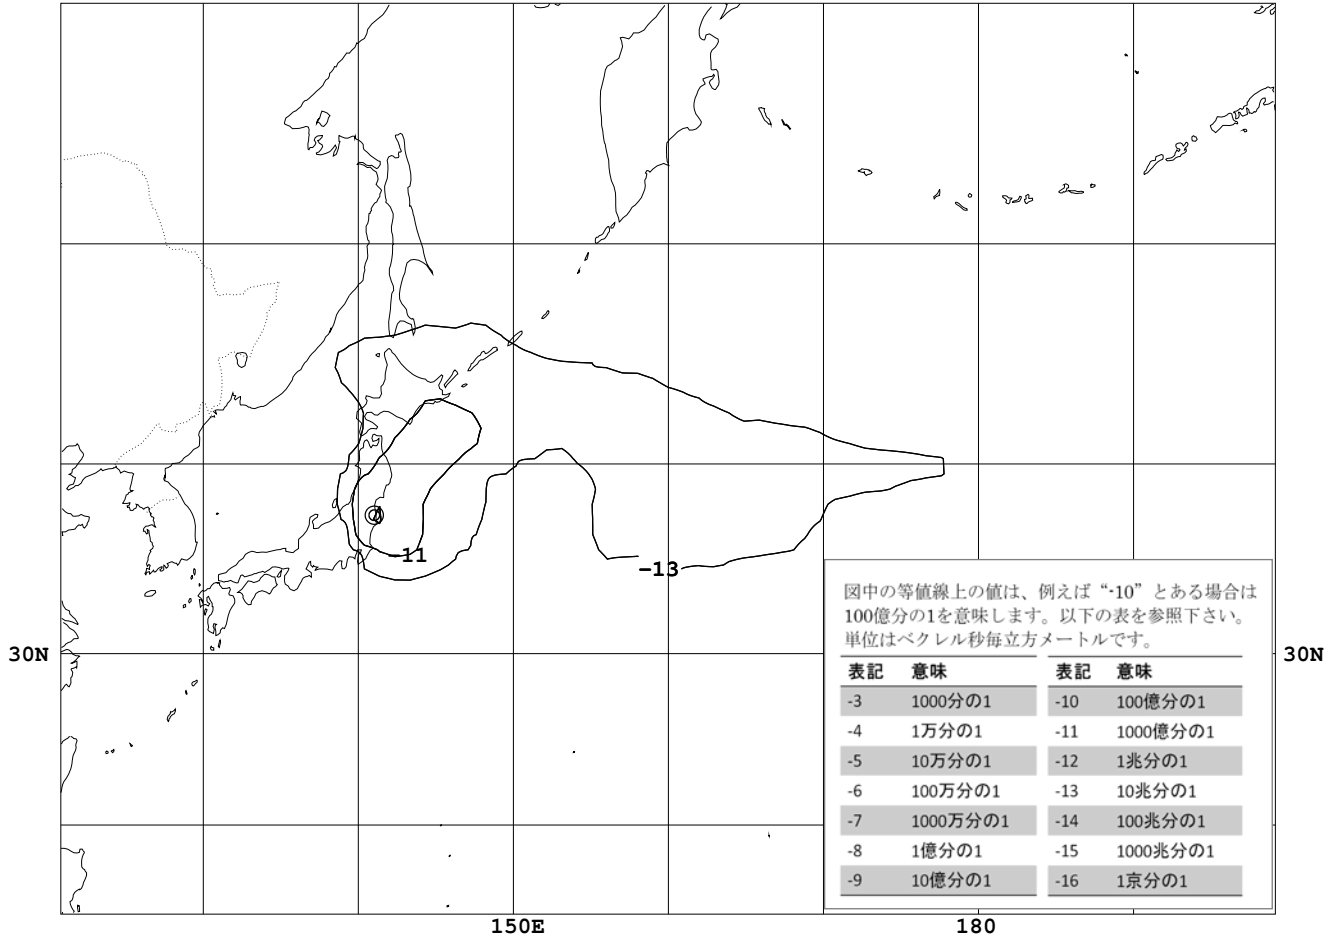 −11
−13
図中の等値線上の値は、例えば“-10”とある場合は
100億分の1を意味します。以下の表を参照下さい。
単位はベクレル秒毎立方メートルです。
表記 意味 表記 意味
-3 1000分の1 -10 100億分の1
-4 1万分の1 -11 1000億分の1
-5 10万分の1 -12 1兆分の1
-6 100万分の1 -13 10兆分の1
-7 1000万分の1 -14 100兆分の1
-8 1億分の1 -15 1000兆分の1
-9 10億分の1 -16 1京分の1
30N 30N
150E 180